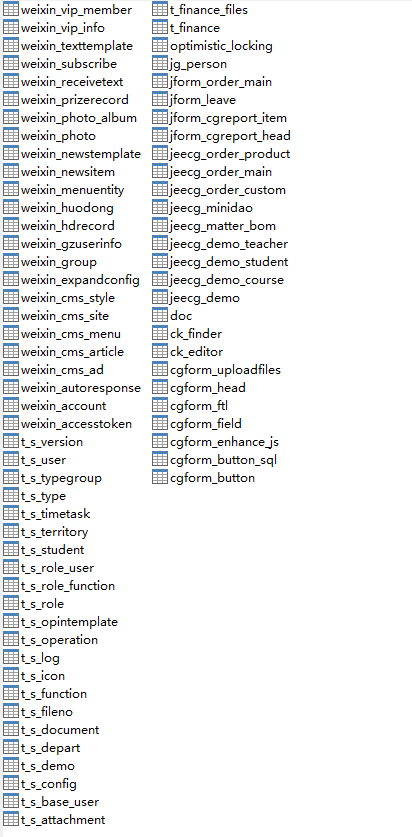 weixin_vip_member
weixin_vip_info
weixin_texttemplate
weixin_subscribe
weixin_receivetext
weixin_prizerecord
weixin_photo_album
weixin_photo
weixin_newstemplate
weixin_newsitem
weixin_menuentity
weixin_huodong
weixin_hdrecord
weixin_gzuserinfo
weixin_group
weixin_expandconfig
weixin_cms_style
weixin_cms_site
weixin_cms_menu
weixin_cms_article
weixin_cms_ad
weixin_autoresponse
weixin_account
weixin_accesstoken
t_s_version
t_s_user
t_s_typegroup
t_s_type
t_s_timetask
t_s_territory
t_s_student
t_s_role_user
t_s_role_function
t_s_role
t_s_opintemplate
t_s_operation
t_s_log
t_s_icon
t_s_function
t_s_fileno
t_s_document
t_s_depart
t_s_demo
t_s_config
t_s_base_user
t_s_attachment
t_finance_files
t_finance
optimistic_locking
jg_person
jform_order_main
jform_leave
jform_cgreport_item
jform_cgreport_head
jeecg_order_product
jeecg_order_main
jeecg_order_custom
jeecg_minidao
jeecg_matter_bom
jeecg_demo_teacher
jeecg_demo_student
jeecg_demo_course
jeecg_demo
doc
ck_finder
ck_editor
cgform_uploadfiles
cgform_head
cgform_ftl
cgform_field
cgform_enhance_js
cgform_button_sql
cgform_button